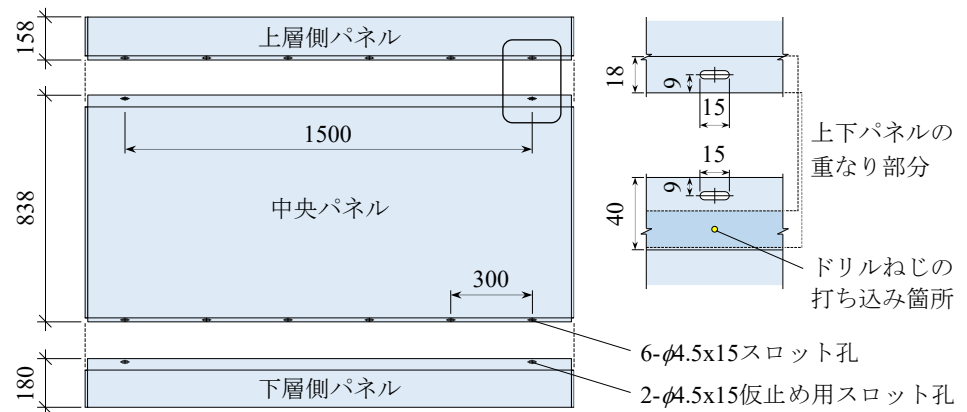 158
上層側パネル
838
1500
中央パネル
300
180
下層側パネル
6-ϕ4.5x15スロット孔
2-ϕ4.5x15仮止め用スロット孔
18
9
15
上下パネルの
重なり部分
15
9
40
ドリルねじの
打ち込み箇所